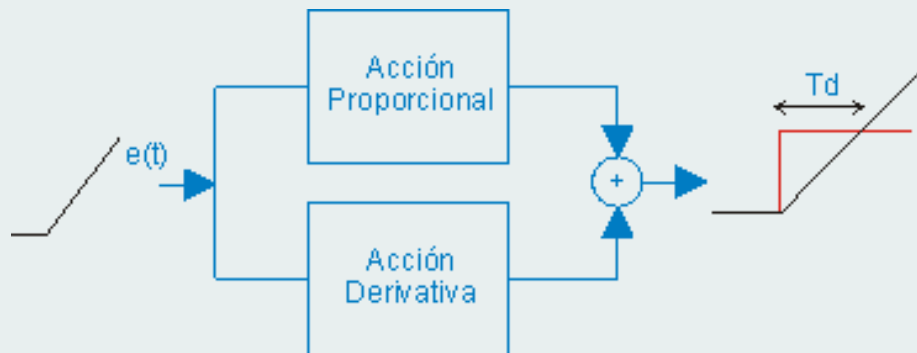 Acción
Proporcional
Td
e(t)
+
Acción
Derivativa